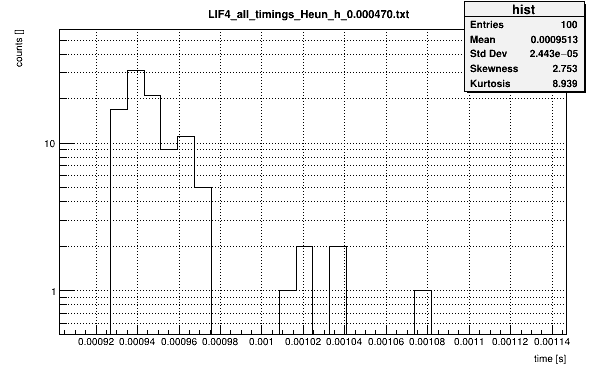 LIF4_all_timings_Heun_h_0.000470.txt
hist
Entries 100
Mean 0.0009513
Std Dev 2.443e−05
Skewness 2.753
Kurtosis 8.939
counts []
10
1
0.00092 0.00094 0.00096 0.00098 0.001 0.00102 0.00104 0.00106 0.00108 0.0011 0.00112 0.00114
time [s]